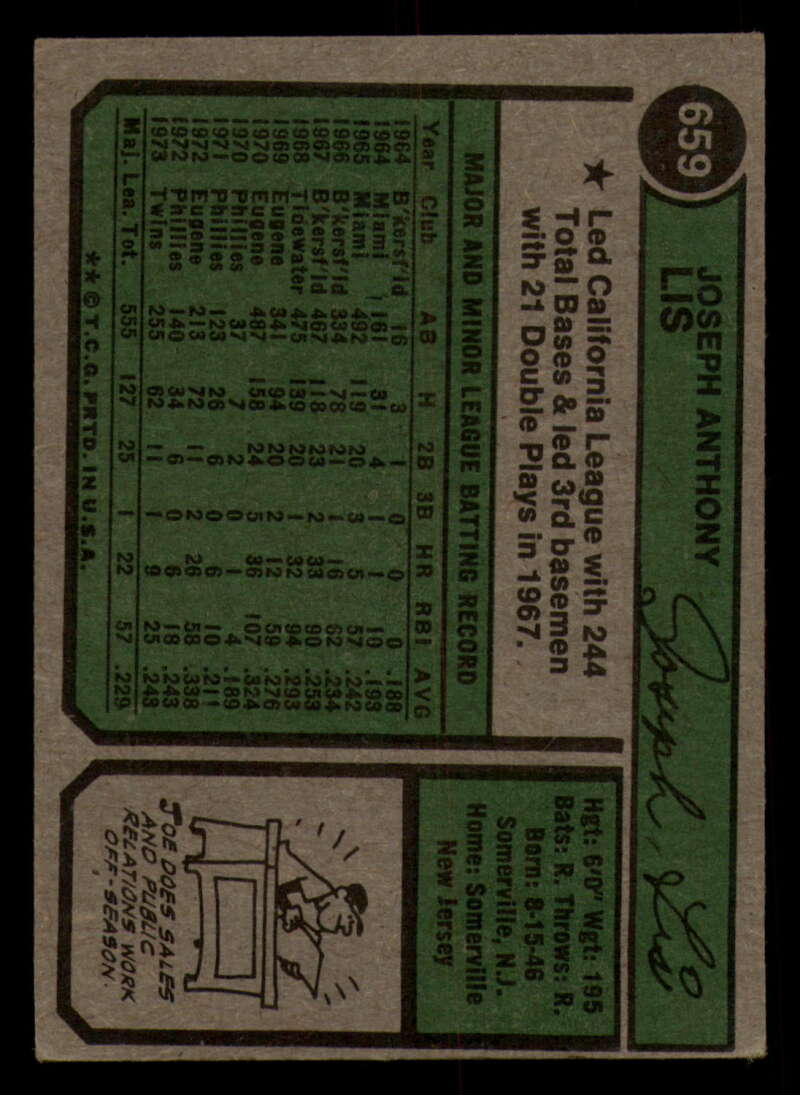 659
JOSEPH ANTHONY
LIS
Joseph Lis
★ Led California League with 244
Total Bases & led 3rd basemen
with 21 Double Plays in 1967.
MAJOR AND MINOR LEAGUE BATTING RECORD
Year Club AB H 2B 3B HR RBI AVG
1964 B'kersf'ld 16 3 1 0 0 0 .188
1964 Miami 161 31 4 1 1 10 .193
1965 Miami 492 119 20 3 5 57 .242
1966 B'kersf'ld 334 78 21 1 16 62 .234
1967 B'kersf'ld 467 118 23 2 33 90 .253
1968 Tidewater 475 139 20 1 32 94 .293
1969 Eugene 341 94 20 2 12 59 .276
1970 Eugene 487 158 24 5 36 107 .324
1970 Phillies 37 7 2 0 1 4 .189
1971 Phillies 123 26 6 0 6 10 .211
1972 Eugene 213 72 11 2 26 58 .338
1972 Phillies 140 34 6 0 6 18 .243
1973 Twins 255 62 11 1 9 25 .243
Maj. Lea. Tot. 555 127 25 1 22 57 .229
**©T.C.G. PRTD. IN U.S.A.
Hgt: 6'0" Wgt: 195
Bats: R. Throws: R.
Born: 8-15-46
Somerville, NJ.
Home: Somerville
New Jersey
JOE DOES SALES
AND PUBLIC
RELATIONS WORK
OFF-SEASON.